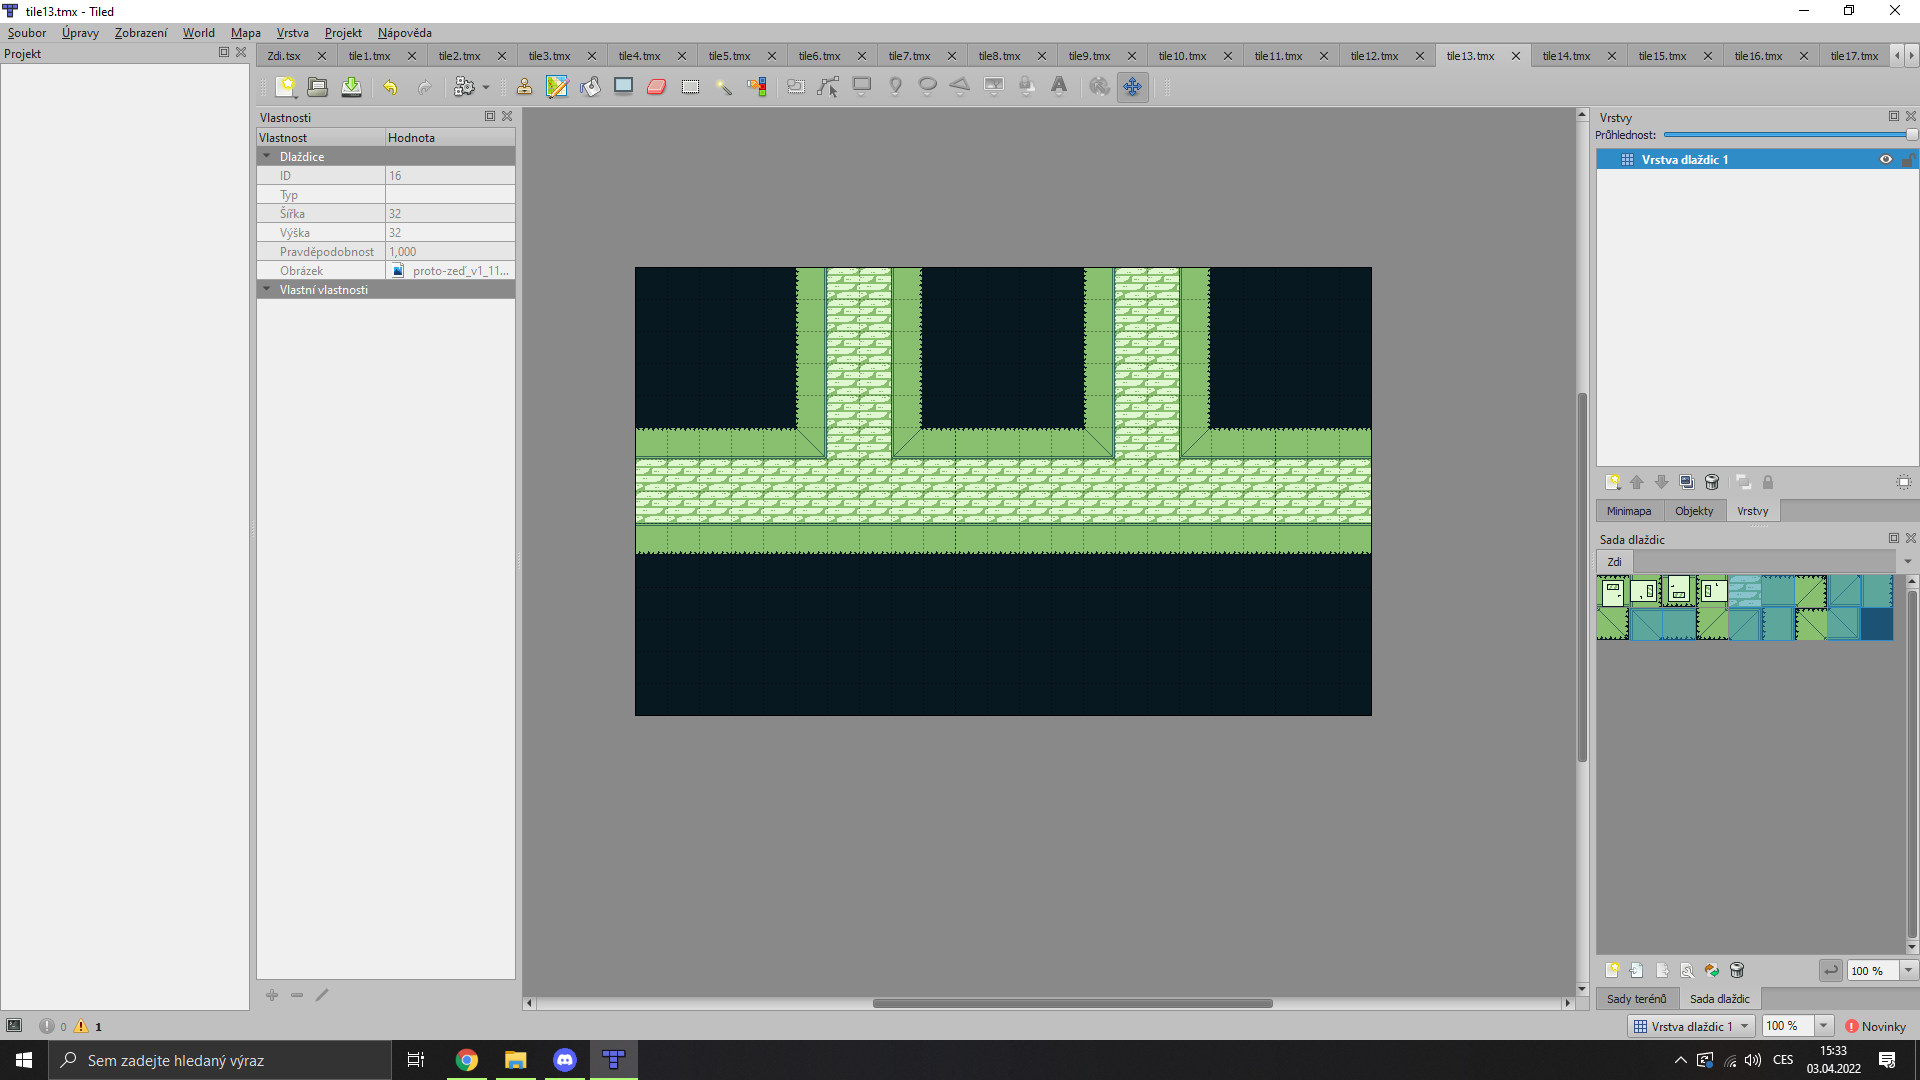 tile13.tmx - Tiled
Soubor Úpravy Zobrazení World Mapa Vrstva Projekt Nápověda
Projekt
Zdi.tsx tile1.tmx tile2.tmx tile3.tmx tile4.tmx tile5.tmx tile6.tmx tile7.tmx tile8.tmx tile9.tmx tile10.tmx tile11.tmx tile12.tmx tile13.tmx tile14.tmx tile15.tmx tile16.tmx tile17.tmx
Vlastnosti
Vlastnost Hodnota
Dlaždice
ID 16
Typ
Šířka 32
Výška 32
Pravděpodobnost 1,000
Obrázek proto-zeď_v1_11...
Vlastní vlastnosti
Vrstvy
Průhlednost:
Vrstva dlaždic 1
Minimapa Objekty Vrstvy
Sada dlaždic
Zdi
100 %
Sady terénů Sada dlaždic
0 1
Vrstva dlaždic 1 100 % Novinky
Sem zadejte hledaný výraz
CES
15:33
03.04.2022